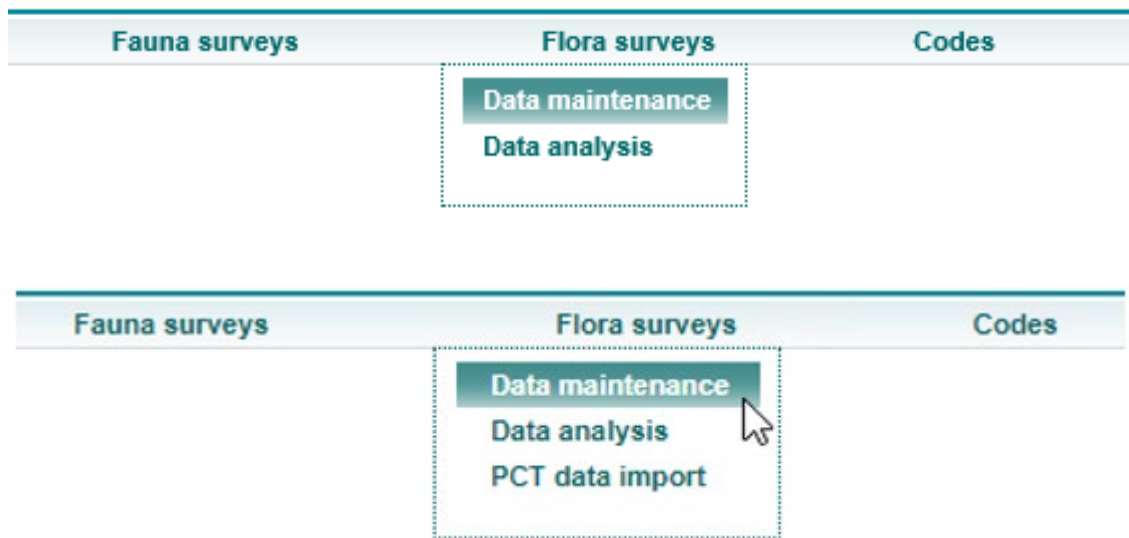 Fauna surveys Flora surveys Codes
Data maintenance
Data analysis
Fauna surveys Flora surveys Codes
Data maintenance
Data analysis
PCT data import